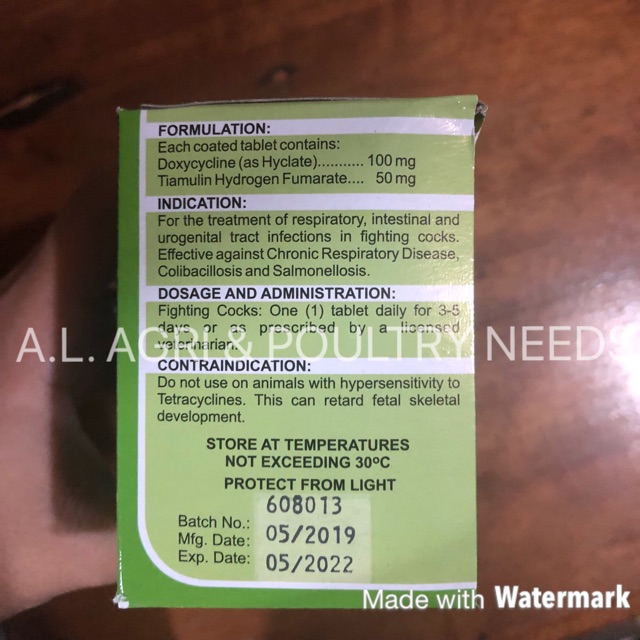 FORMULATION:
Each coated tablet contains:
Doxycycline (as Hyclate)........... 100 mg
Tiamulin Hydrogen Fumarate.... 50 mg
INDICATION:
For the treatment of respiratory, intestinal and
urogenital tract infections in fighting cocks.
Effective against Chronic Respiratory Disease,
Colibacillosis and Salmonellosis.
DOSAGE AND ADMINISTRATION:
Fighting Cocks: One (1) tablet daily for 3-5
days or as prescribed by a licensed
veterinarian.
A.L. AGRI & POULTRY NEEDS
CONTRAINDICATION:
Do not use on animals with hypersensitivity to
Tetracyclines. This can retard fetal skeletal
development.
STORE AT TEMPERATURES
NOT EXCEEDING 30ºC
PROTECT FROM LIGHT
Batch No.: 608013
Mfg. Date: 05/2019
Exp. Date: 05/2022
Made with Watermark